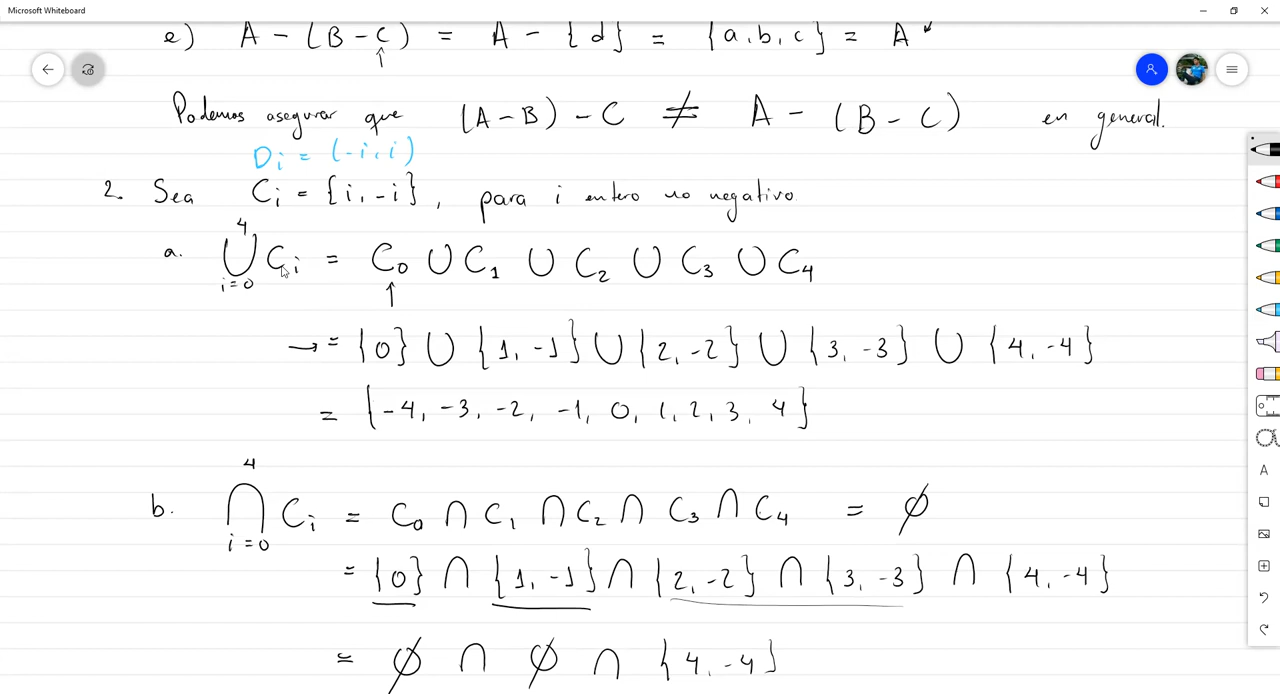 Microsoft Whiteboard
e) A - (B - C) = A - {d} = {a, b, c} = A
↑
Podemos asegurar que (A - B) - C ≠ A - (B - C) en general.
Di = (-i, i)
2. Sea Ci = {i, -i}, para i entero no negativo.
a. ⋃_{i=0}^{4} Ci = C0 ∪ C1 ∪ C2 ∪ C3 ∪ C4
↑
→ = {0} ∪ {1, -1} ∪ {2, -2} ∪ {3, -3} ∪ {4, -4}
= {-4, -3, -2, -1, 0, 1, 2, 3, 4}
b. ⋂_{i=0}^{4} Ci = C0 ∩ C1 ∩ C2 ∩ C3 ∩ C4 = ∅
= {0} ∩ {1, -1} ∩ {2, -2} ∩ {3, -3} ∩ {4, -4}
= ∅ ∩ ∅ ∩ {4, -4}